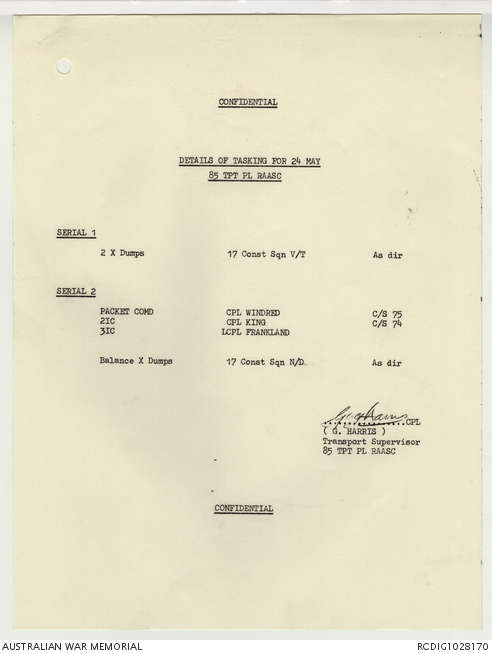 CONFIDENTIAL
DETAILS OF TASKING FOR 24 MAY
85 TPT PL RAASC
SERIAL 1
2 X Dumps 17 Const Sqn V/T As dir
SERIAL 2
PACKET COMD CPL WINDRED C/S 75
2IC CPL KING C/S 74
3IC LCPL FRANKLAND
Balance X Dumps 17 Const Sqn N/D. As dir
G. Harris
..................CPL
( G. HARRIS )
Transport Supervisor
85 TPT PL RAASC
CONFIDENTIAL
AUSTRALIAN WAR MEMORIAL RCDIG1028170